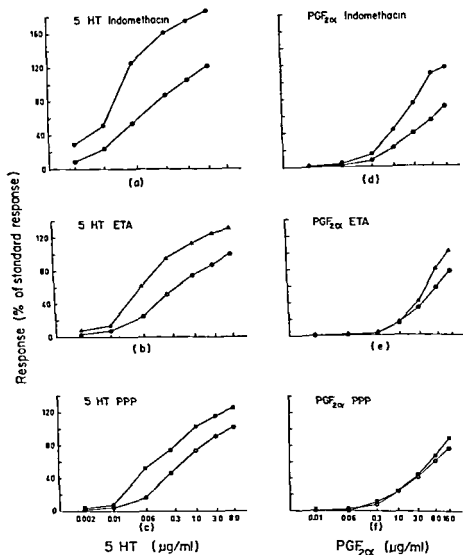 5 HT Indomethacin
160
120
80
40
0
(a)
PGF2α Indomethacin
(d)
5 HT ETA
120
80
40
0
(b)
PGF2α ETA
(e)
5 HT PPP
120
80
40
0
(c)
0.002 0.01 0.06 0.3 1.0 3.0 8.0
5 HT (μg/ml)
PGF2α PPP
(f)
0.01 0.06 0.3 1.0 3.0 8.0 16.0
PGF2α (μg/ml)
Response (% of standard response)